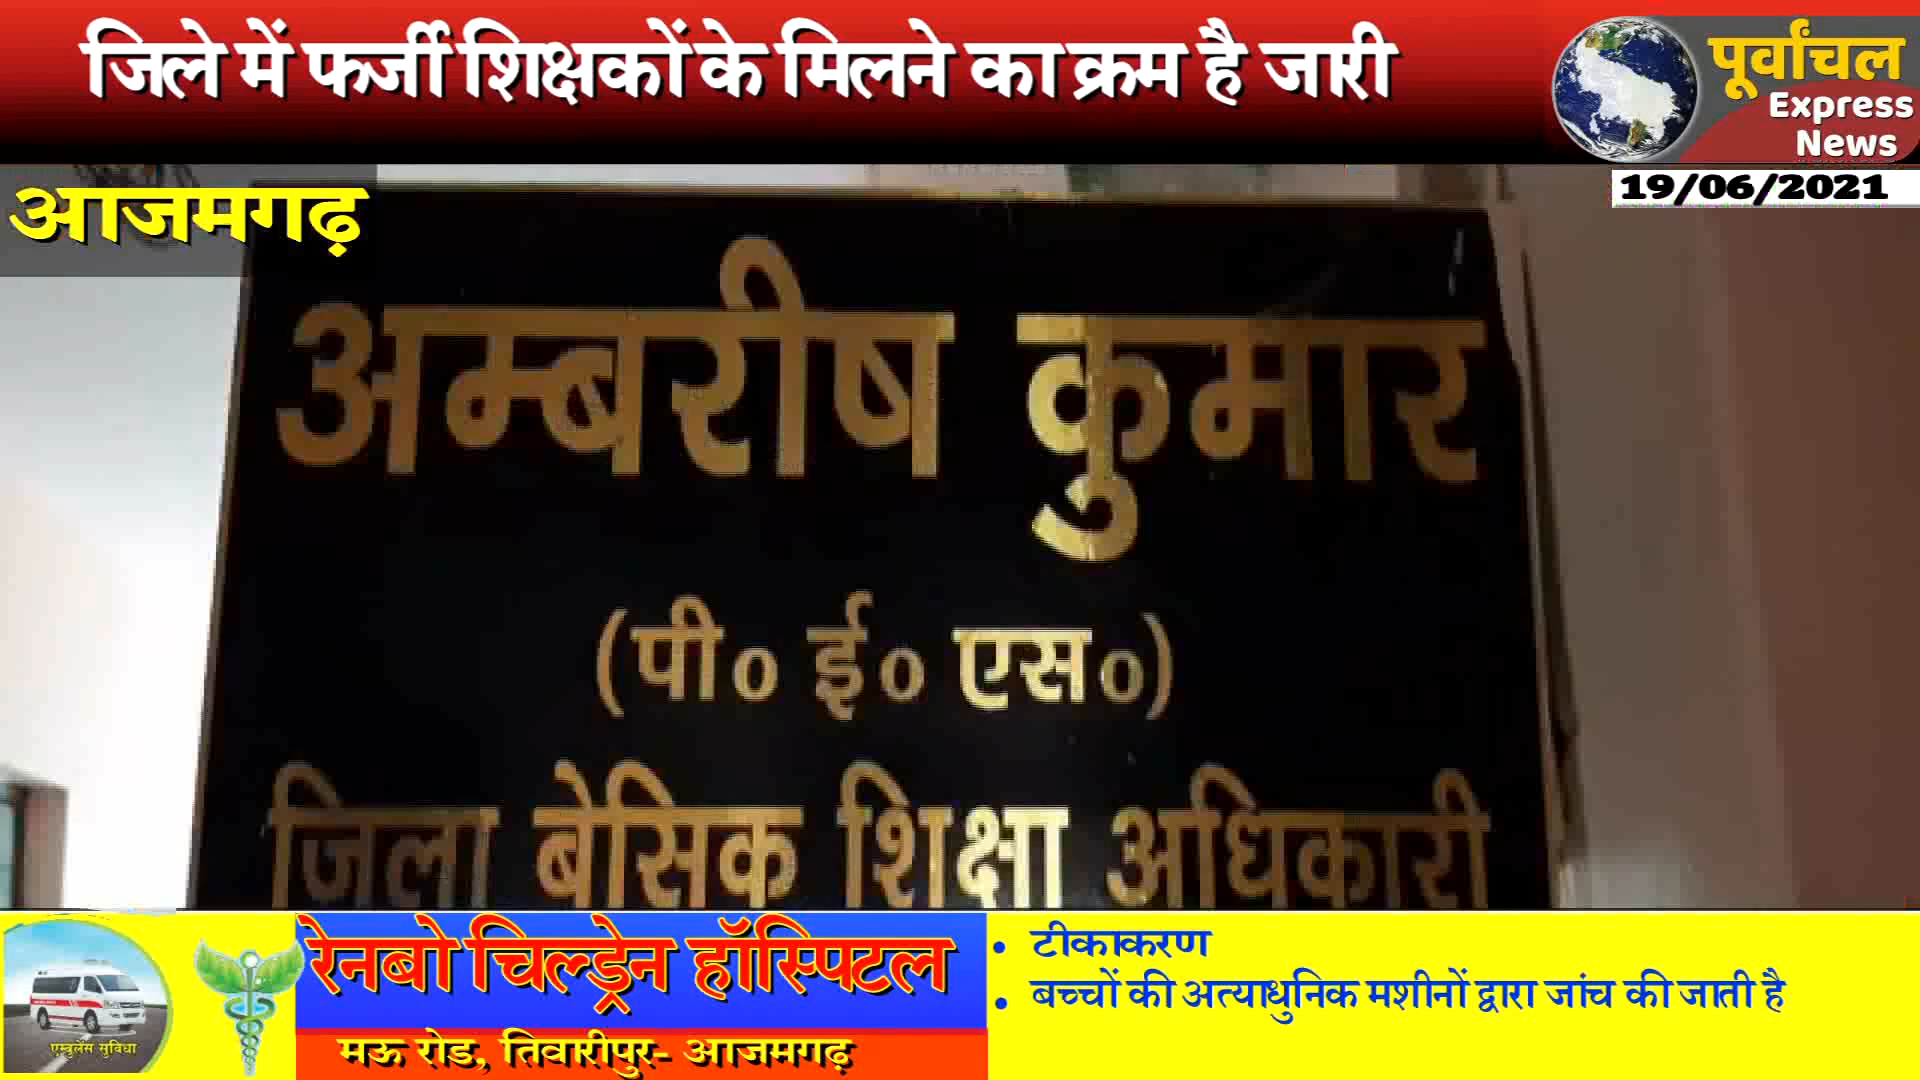 जिले में फर्जी शिक्षकों के मिलने का क्रम है जारी
पूर्वांचल
Express
News
19/06/2021
आजमगढ़
अम्बरीष कुमार
(पी० ई० एस०)
जिला बेसिक शिक्षा अधिकारी
एम्बुलेंस सुविधा
रेनबो चिल्ड्रेन हॉस्पिटल
मऊ रोड, तिवारीपुर- आजमगढ़
• टीकाकरण
• बच्चों की अत्याधुनिक मशीनों द्वारा जांच की जाती है